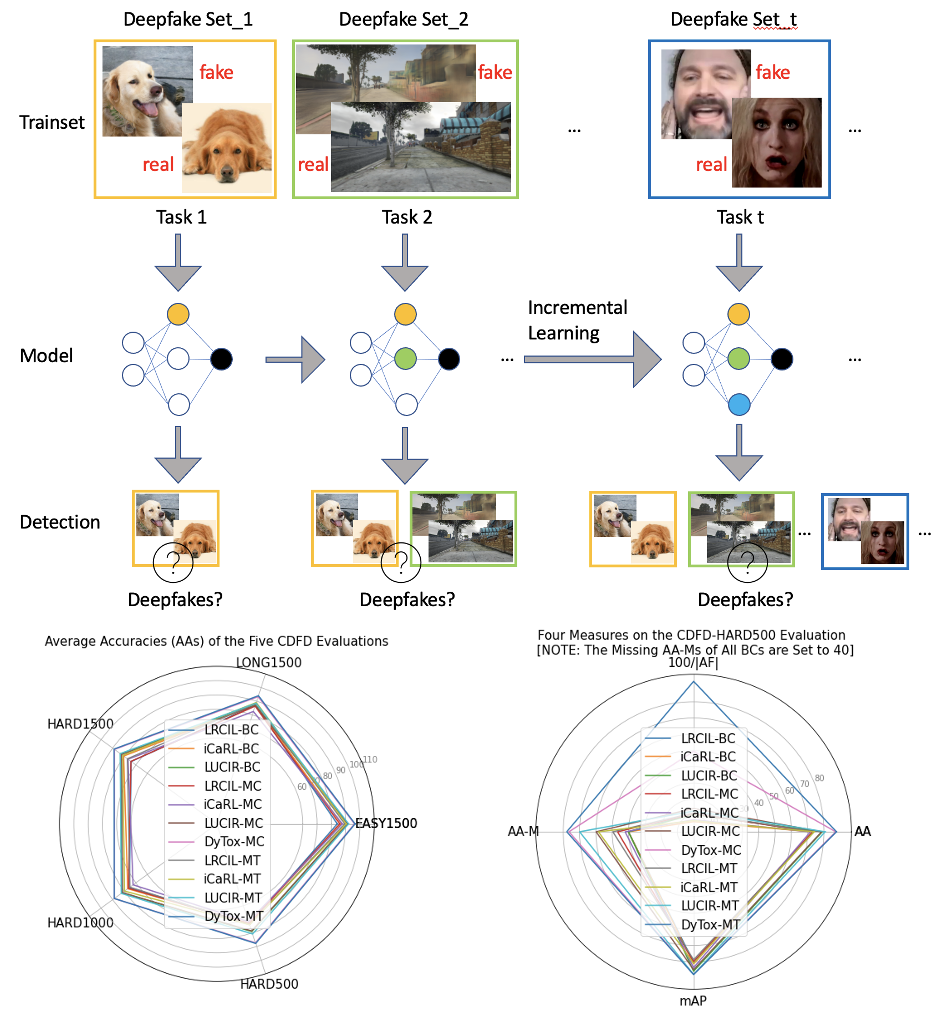 Deepfake Set_1
Deepfake Set_2
Deepfake Set_t
Trainset
fake
real
fake
real
...
fake
real
...
Task 1
Task 2
Task t
Model
...
Incremental
Learning
...
Detection
...
...
?
?
?
Deepfakes?
Deepfakes?
Deepfakes?
Average Accuracies (AAs) of the Five CDFD Evaluations
LONG1500
HARD1500
EASY1500
HARD1000
HARD500
60
70
80
90
100
110
LRCIL-BC
iCaRL-BC
LUCIR-BC
LRCIL-MC
iCaRL-MC
LUCIR-MC
DyTox-MC
LRCIL-MT
iCaRL-MT
LUCIR-MT
DyTox-MT
Four Measures on the CDFD-HARD500 Evaluation
[NOTE: The Missing AA-Ms of All BCs are Set to 40]
100/|AF|
AA-M
AA
mAP
40
50
60
70
80
LRCIL-BC
iCaRL-BC
LUCIR-BC
LRCIL-MC
iCaRL-MC
LUCIR-MC
DyTox-MC
LRCIL-MT
iCaRL-MT
LUCIR-MT
DyTox-MT